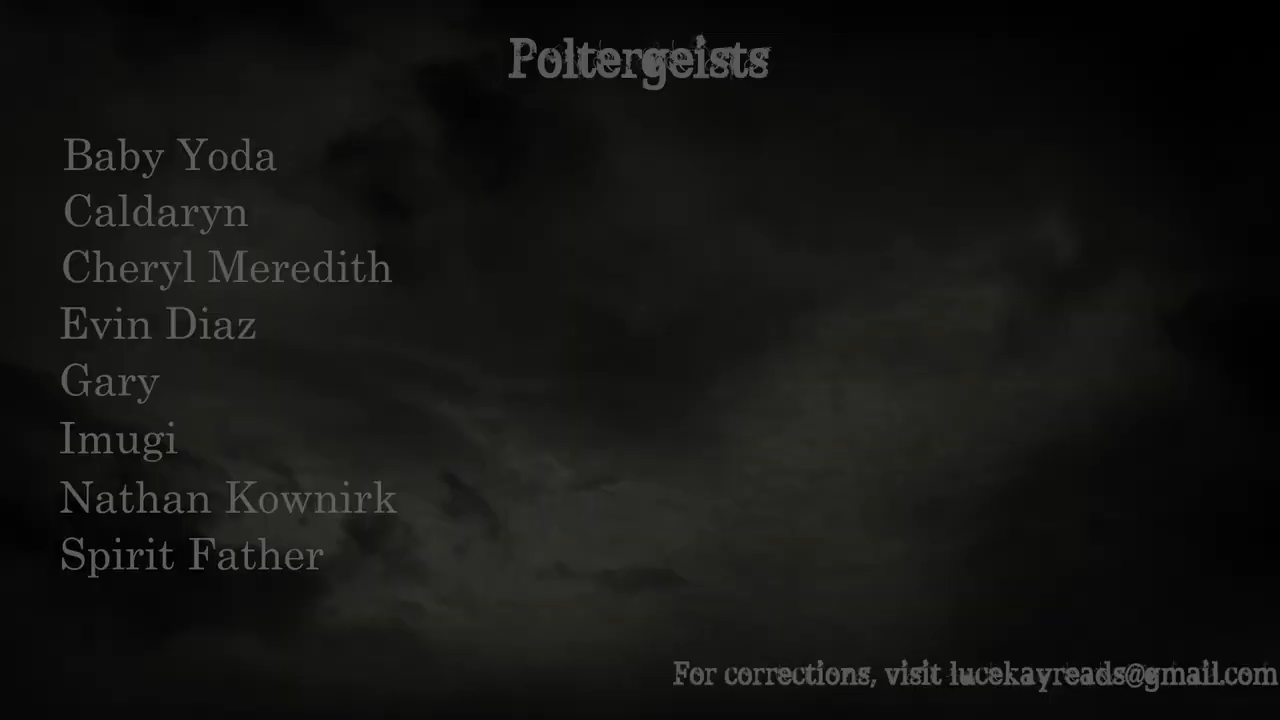 Poltergeists
Baby Yoda
Caldaryn
Cheryl Meredith
Evin Diaz
Gary
Imugi
Nathan Kownirk
Spirit Father
For corrections, visit lucekayreads@gmail.com